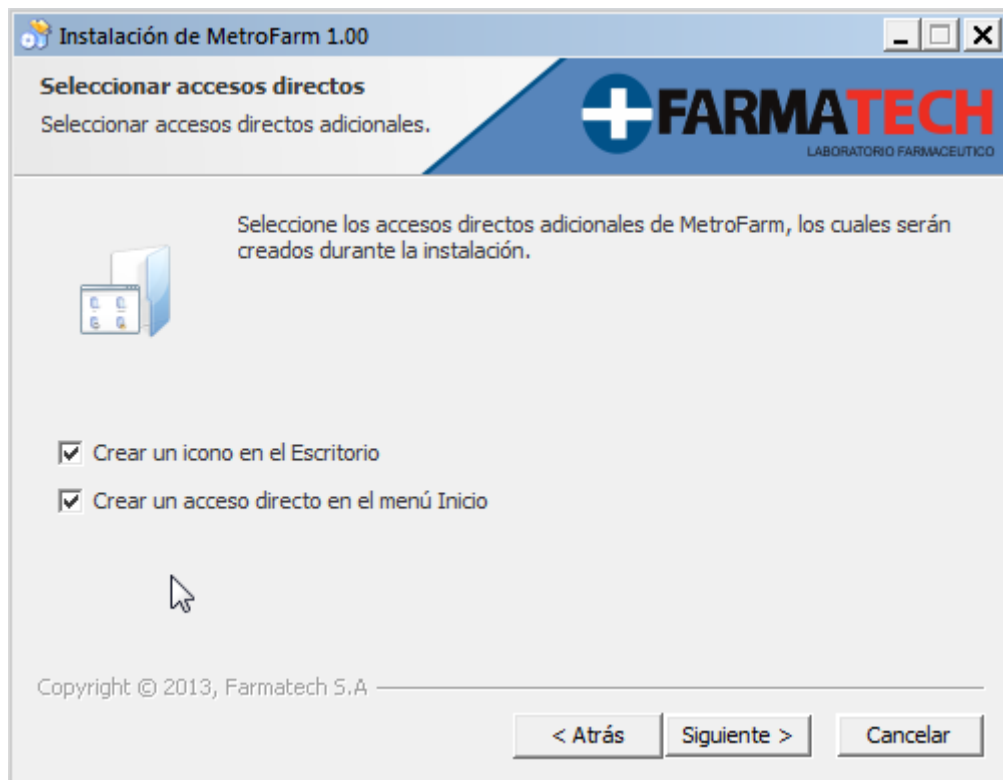 Instalación de MetroFarm 1.00
Seleccionar accesos directos
Seleccionar accesos directos adicionales.
FARMATECH
LABORATORIO FARMACEUTICO
Seleccione los accesos directos adicionales de MetroFarm, los cuales serán
creados durante la instalación.
Crear un icono en el Escritorio
Crear un acceso directo en el menú Inicio
Copyright © 2013, Farmatech S.A
< Atrás
Siguiente >
Cancelar